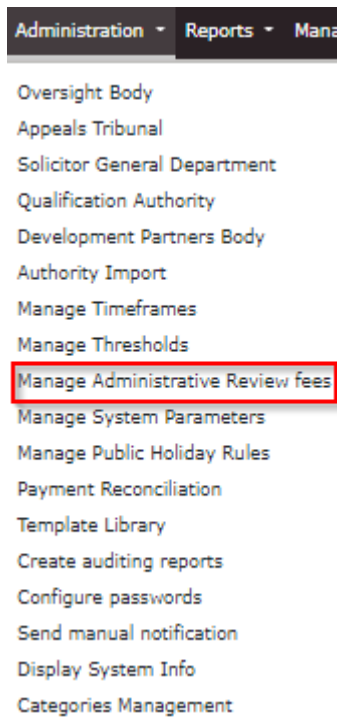 Administration Reports Mana
Oversight Body
Appeals Tribunal
Solicitor General Department
Qualification Authority
Development Partners Body
Authority Import
Manage Timeframes
Manage Thresholds
Manage Administrative Review fees
Manage System Parameters
Manage Public Holiday Rules
Payment Reconciliation
Template Library
Create auditing reports
Configure passwords
Send manual notification
Display System Info
Categories Management